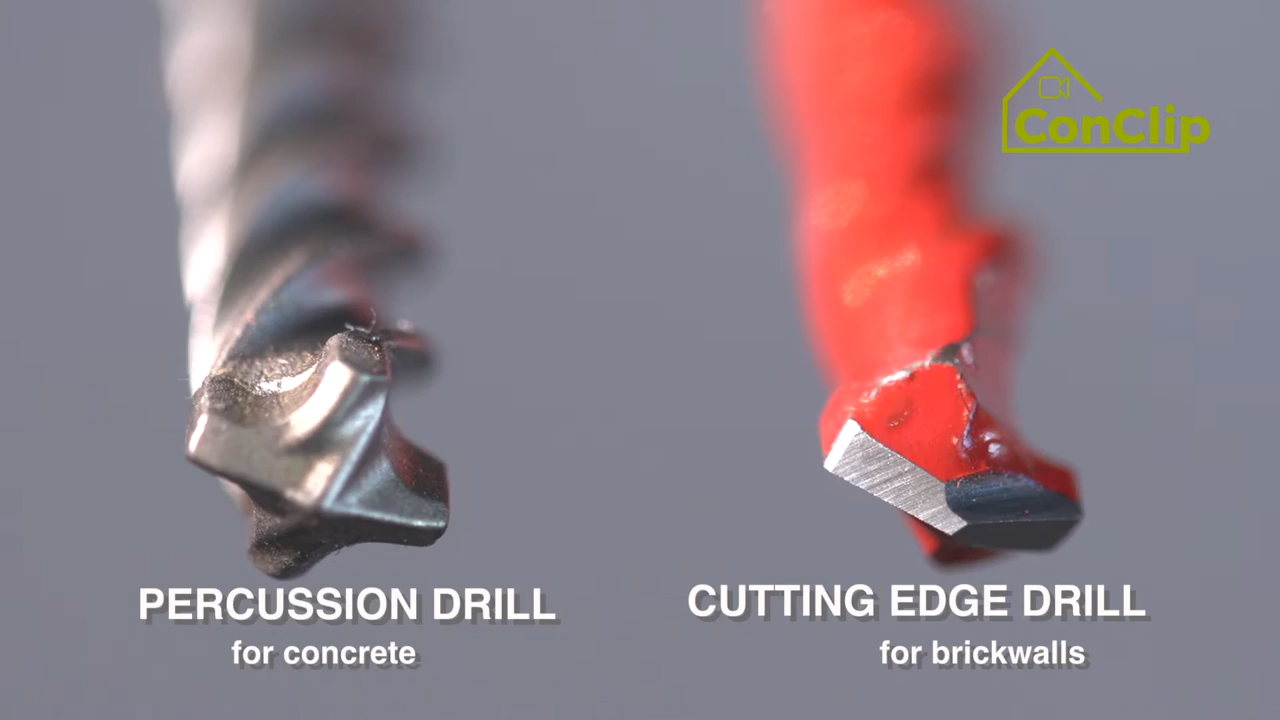 ConClip
PERCUSSION DRILL
for concrete
CUTTING EDGE DRILL
for brickwalls